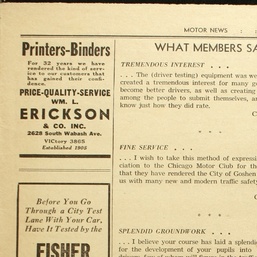 MOTOR NEWS
Printers-Binders
For 32 years we have
rendered the kind of serv-
ice to our customers that
has gained their confi-
dence.
PRICE-QUALITY-SERVICE
WM. L.
ERICKSON
& CO. INC.
2628 South Wabash Ave.
VICtory 3865
Established 1905
Before You Go
Through a City Test
Lane With Your Car,
Have It Tested by the
FISHER
WHAT MEMBERS SA
TREMENDOUS INTEREST . . .
. . . The (driver testing) equipment was we
created a tremendous interest for many g
become better drivers, as well as creating
among the people to submit themselves, a
know just how they did rate.
* * *
FINE SERVICE . . .
. . . I wish to take this method of express
ciation to the Chicago Motor Club for the
that they have rendered the City of Goshen
us with many new and modern traffic safety
* * *
SPLENDID GROUNDWORK . . .
. . . I believe your course has laid a splendid
for the development of your pupils into